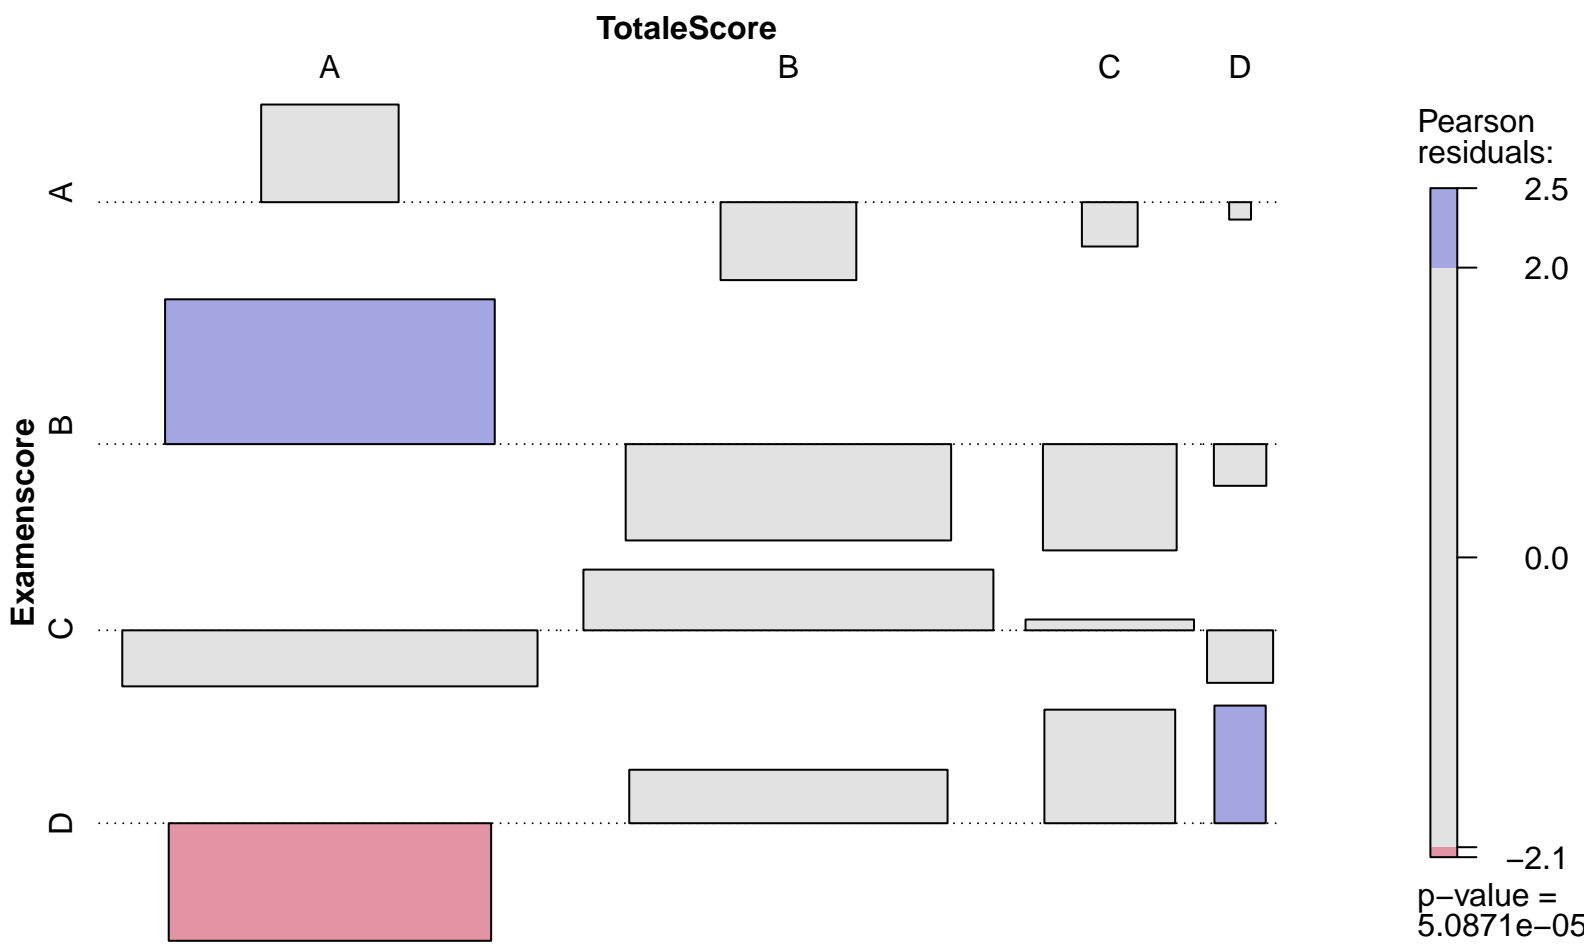 TotaleScore
A B C D
Examenscore
A
B
C
D
Pearson
residuals:
2.5
2.0
0.0
−2.1
p−value =
5.0871e−05